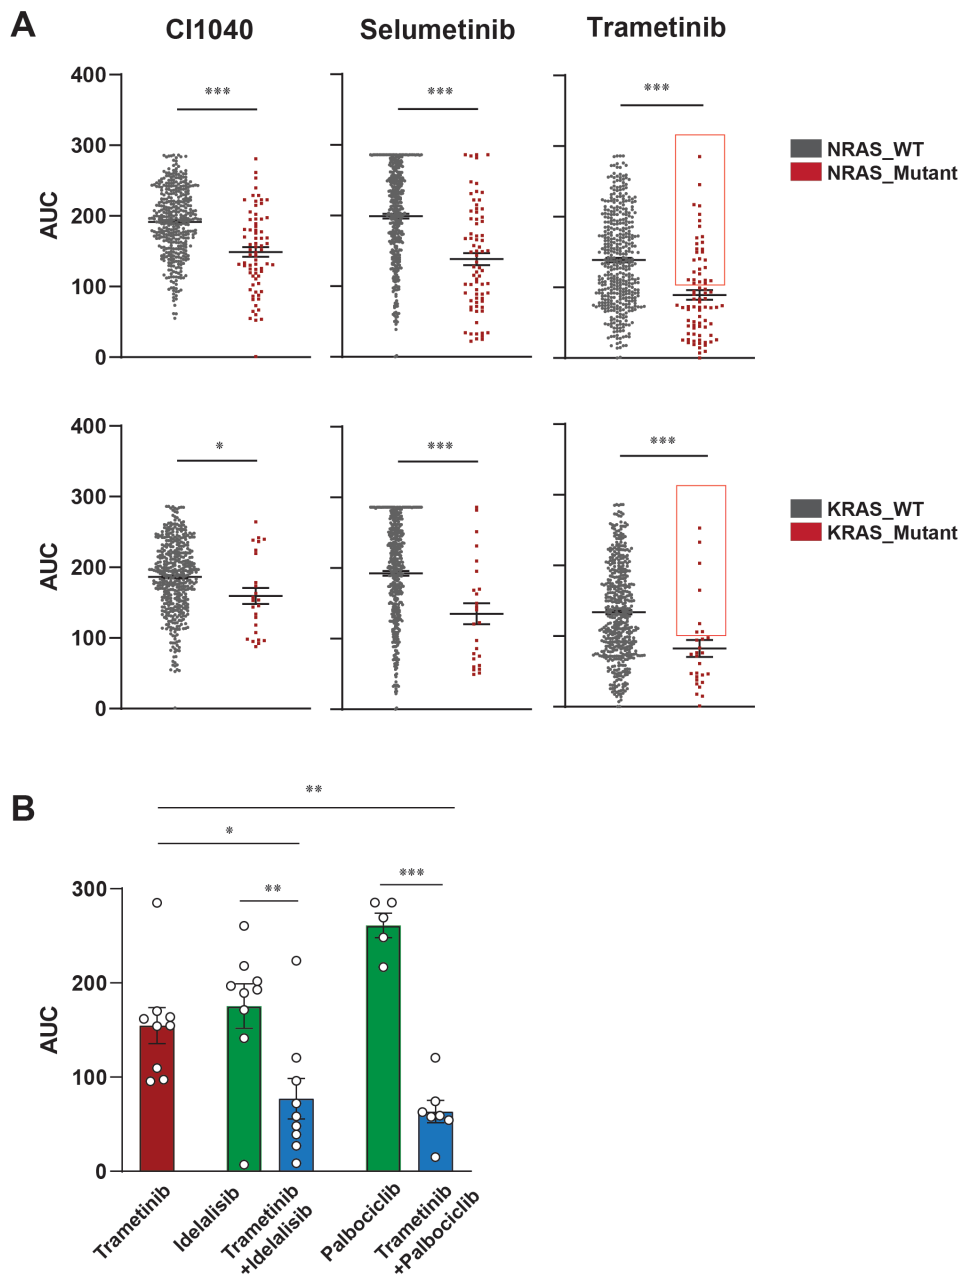 A
CI1040
Selumetinib
Trametinib
400
300
200
100
0
AUC
***
***
***
NRAS_WT
NRAS_Mutant
400
300
200
100
0
AUC
*
***
***
KRAS_WT
KRAS_Mutant
B
**
*
**
***
300
200
100
0
AUC
Trametinib
Idelalisib
Trametinib
+Idelalisib
Palbociclib
Trametinib
+Palbociclib